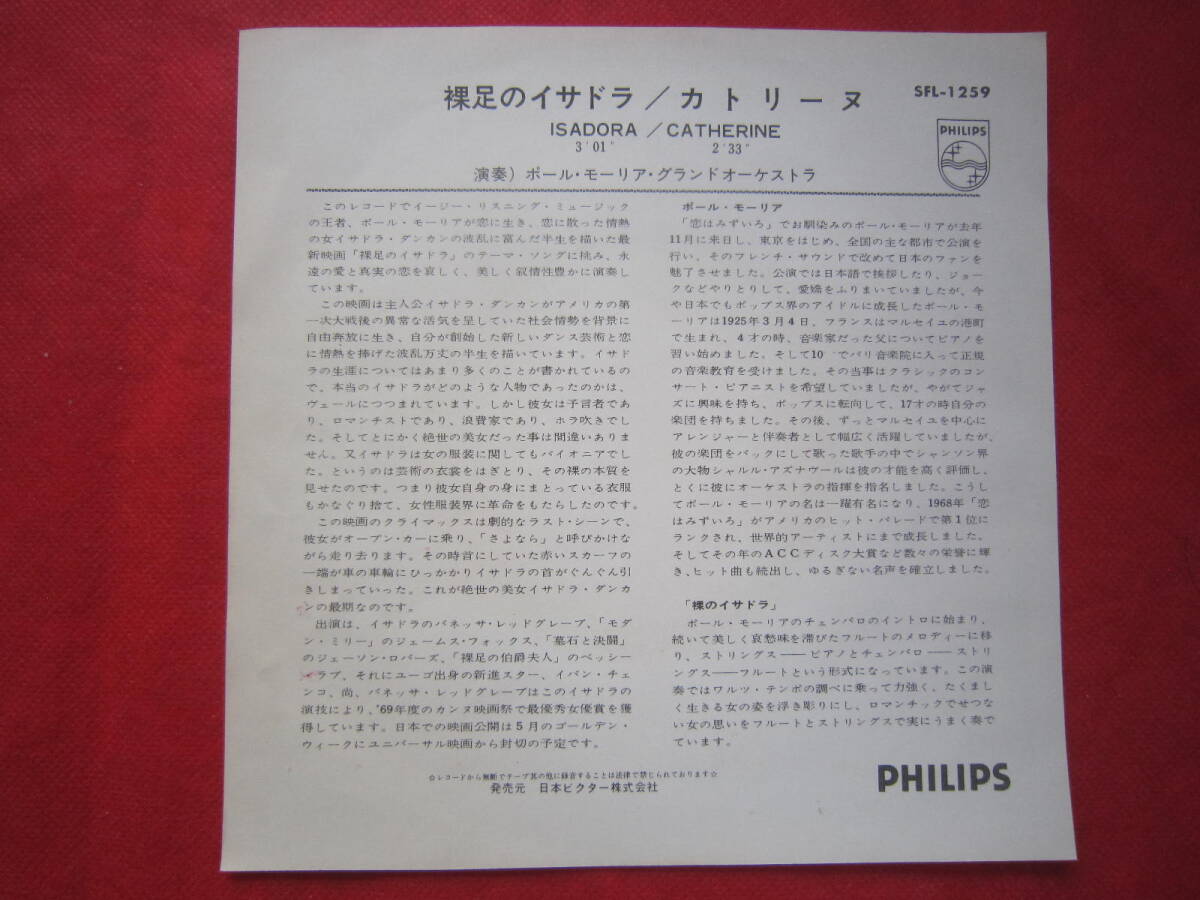 裸足のイサドラ／カトリーヌ
SFL-1259
ISADORA／CATHERINE
3'01" 2'33"
PHILIPS
演奏）ポール・モーリア・グランドオーケストラ
このレコードでイージー・リスニング・ミュージック
の王者、ポール・モーリアが恋に生き、恋に散った情熱
の女イサドラ・ダンカンの波乱に富んだ半生を描いた最
新映画「裸足のイサドラ」のテーマ・ソングに挑み、永
遠の愛と真実の恋を哀しく、美しく叙情性豊かに演奏し
ています。
この映画は主人公イサドラ・ダンカンがアメリカの第
一次大戦後の異常な活気を呈していた社会情勢を背景に
自由奔放に生き、自分が創始した新しいダンス芸術と恋
に情熱を捧げた波乱万丈の半生を描いています。イサド
ラの生涯についてはあまり多くのことが書かれているの
で、本当のイサドラがどのような人物であったのかは、
ヴェールにつつまれています。しかし彼女は予言者であ
り、ロマンチストであり、浪費家であり、ホラ吹きでし
た。そしてとにかく絶世の美女だった事は間違いありま
せん。又イサドラは女の服装に関してもパイオニアでし
た。というのは芸術の衣裳をはぎとり、その裸の本質を
見せたのです。つまり彼女自身の身にまとっている衣服
もかなぐり捨て、女性服装界に革命をもたらしたのです。
この映画のクライマックスは劇的なラスト・シーンで、
彼女がオープン・カーに乗り、「さよなら」と呼びかけな
がら走り去ります。その時首にしていた赤いスカーフの
一端が車の車輪にひっかかりイサドラの首がぐんぐん引
きしまっていった。これが絶世の美女イサドラ・ダンカ
ンの最期なのです。
出演は、イサドラのバネッサ・レッドグレーブ、「モダ
ン・ミリー」のジェームス・フォックス、「墓石と決闘」
のジェーソン・ロバーズ、「裸足の伯爵夫人」のベッシー
ラブ、それにユーゴ出身の新進スター、イバン・チェ
ンコ、尚、バネッサ・レッドグレーブはこのイサドラの
演技により、'69年度のカンヌ映画祭で最優秀女優賞を獲
得しています。日本での映画公開は5月のゴールデン・
ウィークにユニバーサル映画から封切の予定です。
ポール・モーリア
「恋はみずいろ」でお馴染みのポール・モーリアが去年
11月に来日し、東京をはじめ、全国の主な都市で公演を
行い、そのフレンチ・サウンドで改めて日本のファンを
魅了させました。公演では日本語で挨拶したり、ジョー
クなどやりとりして、愛嬌をふりまいていましたが、今
や日本でもポップス界のアイドルに成長したポール・モ
ーリアは1925年3月4日、フランスはマルセイユの港町
で生まれ、4才の時、音楽家だった父についてピアノを
習い始めました。そして10 でパリ音楽院に入って正規
の音楽教育を受けました。その当事はクラシックのコン
サート・ピアニストを希望していましたが、やがてジャ
ズに興味を持ち、ポップスに転向して、17才の時自分の
楽団を持ちました。その後、ずっとマルセイユを中心に
アレンジャーと伴奏者として幅広く活躍していましたが、
彼の楽団をバックにして歌った歌手の中でシャンソン界
の大物シャルル・アズナヴールは彼の才能を高く評価し、
とくに彼にオーケストラの指揮を指名しました。こうし
てポール・モーリアの名は一躍有名になり、1968年「恋
はみずいろ」がアメリカのヒット・パレードで第1位に
ランクされ、世界的アーティストにまで成長しました。
そしてその年のACCディスク大賞など数々の栄誉に輝
き、ヒット曲も続出し、ゆるぎない名声を確立しました。
「裸のイサドラ」
ポール・モーリアのチェンバロのイントロに始まり、
続いて美しく哀愁味を滞びたフルートのメロディーに移
り、ストリングス――ピアノとチェンバロ――ストリ
ングス――フルートという形式になっています。この演
奏ではワルツ・テンポの調べに乗って力強く、たくまし
く生きる女の姿を浮き彫りにし、ロマンチックでせつな
い女の思いをフルートとストリングスで実にうまく奏で
ています。
☆レコードから無断でテープ其の他に録音することは法律で禁じられております☆
発売元 日本ビクター株式会社
PHILIPS